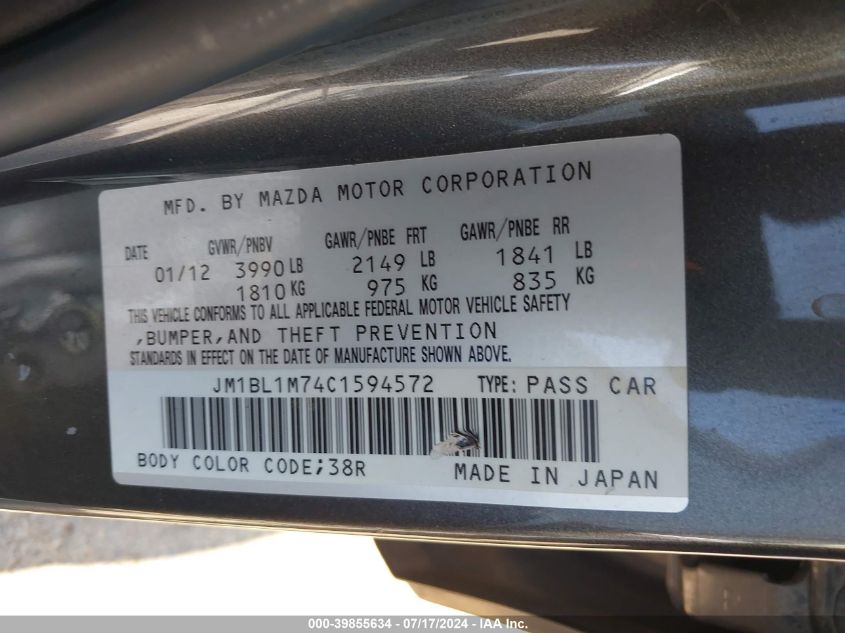 MFD. BY MAZDA MOTOR CORPORATION
DATE GVWR/PNBV GAWR/PNBE FRT GAWR/PNBE RR
01/12 3990 LB 2149 LB 1841 LB
1810 KG 975 KG 835 KG
THIS VEHICLE CONFORMS TO ALL APPLICABLE FEDERAL MOTOR VEHICLE SAFETY
,BUMPER,AND THEFT PREVENTION
STANDARDS IN EFFECT ON THE DATE OF MANUFACTURE SHOWN ABOVE.
JM1BL1M74C1594572 TYPE: PASS CAR
BODY COLOR CODE;38R MADE IN JAPAN
000-39855634 - 07/17/2024 - IAA Inc.